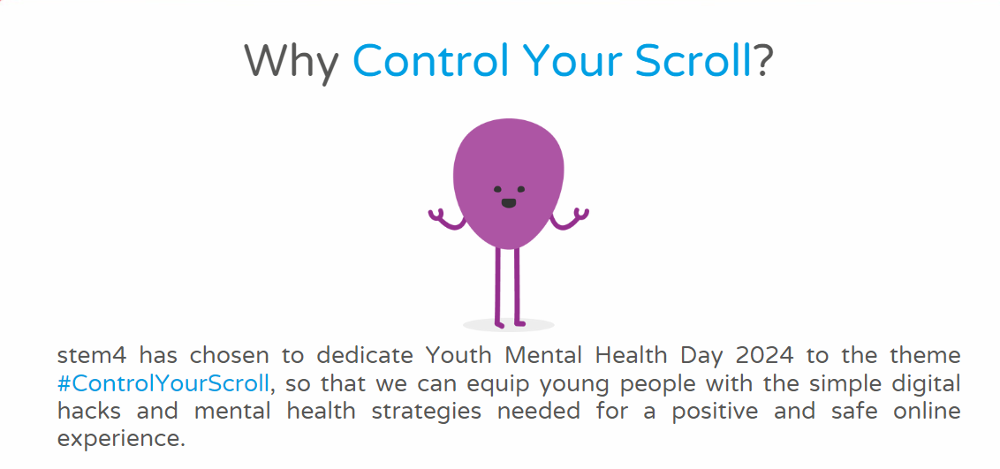 Why Control Your Scroll?
stem4 has chosen to dedicate Youth Mental Health Day 2024 to the theme
#ControlYourScroll, so that we can equip young people with the simple digital
hacks and mental health strategies needed for a positive and safe online
experience.